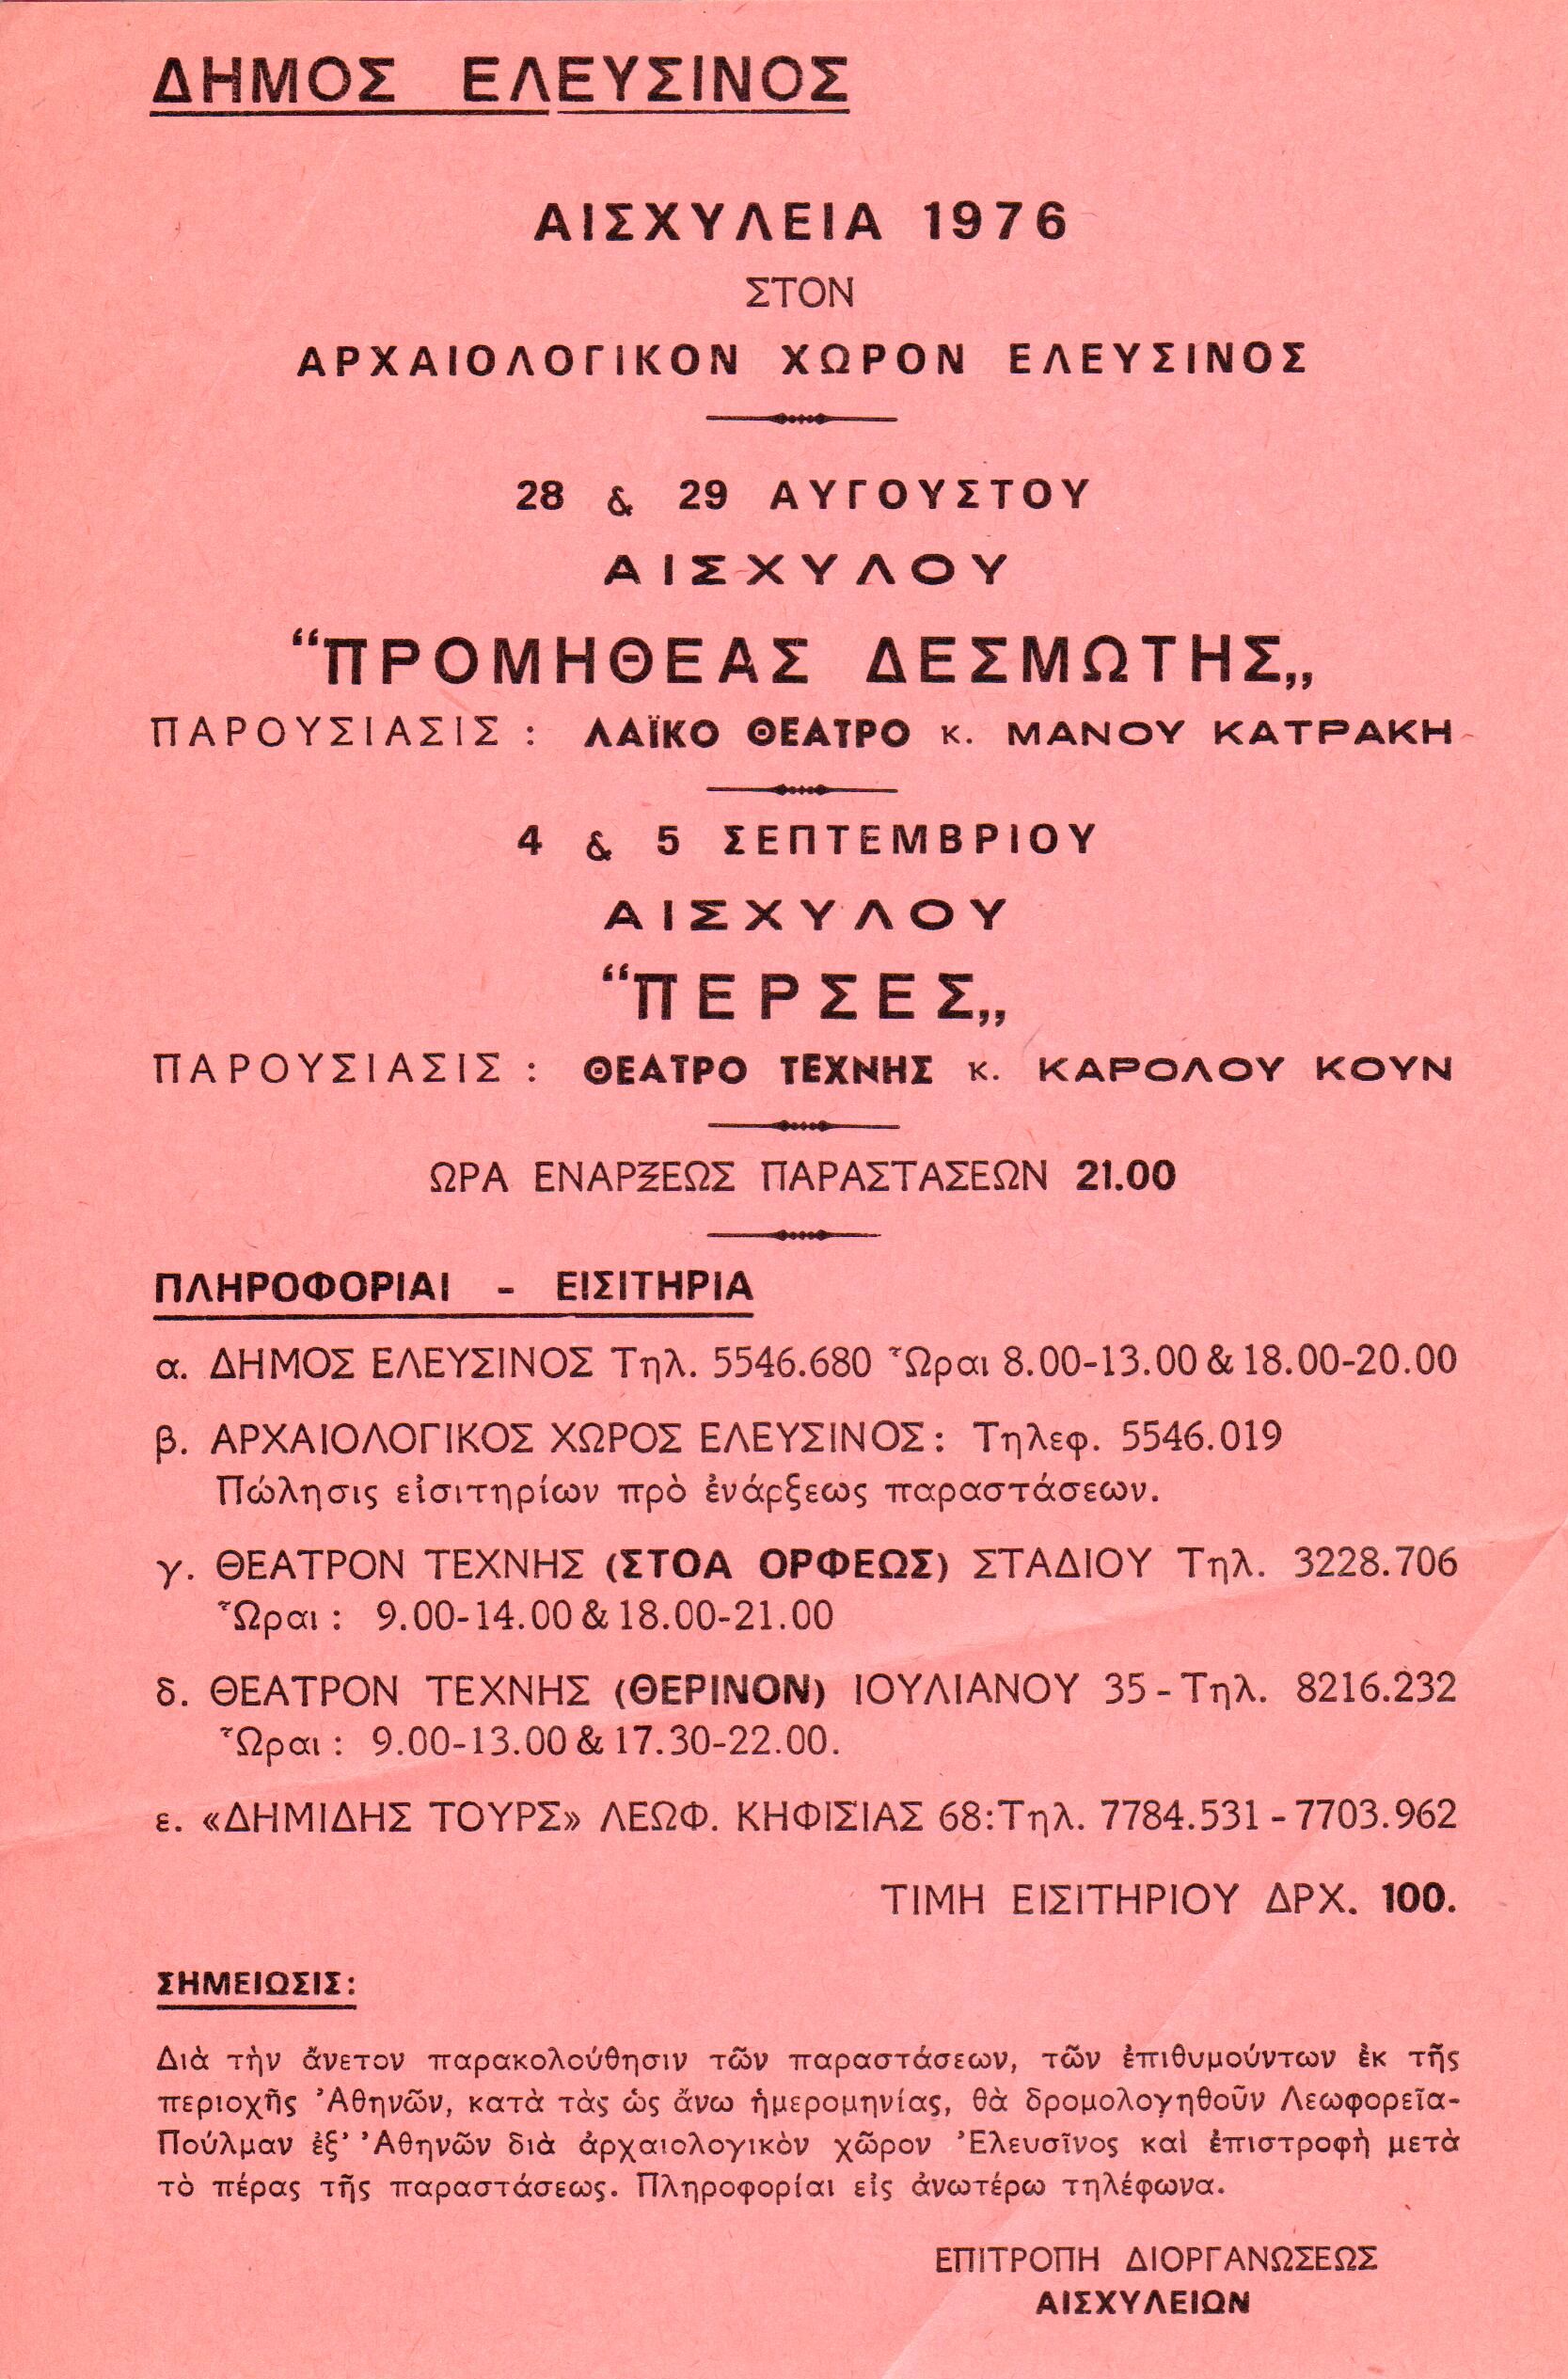 ΔΗΜΟΣ ΕΛΕΥΣΙΝΟΣ
ΑΙΣΧΥΛΕΙΑ 1976
ΣΤΟΝ
ΑΡΧΑΙΟΛΟΓΙΚΟΝ ΧΩΡΟΝ ΕΛΕΥΣΙΝΟΣ
28 & 29 ΑΥΓΟΥΣΤΟΥ
ΑΙΣΧΥΛΟΥ
“ΠΡΟΜΗΘΕΑΣ ΔΕΣΜΩΤΗΣ„
ΠΑΡΟΥΣΙΑΣΙΣ : ΛΑΪΚΟ ΘΕΑΤΡΟ κ. ΜΑΝΟΥ ΚΑΤΡΑΚΗ
4 & 5 ΣΕΠΤΕΜΒΡΙΟΥ
ΑΙΣΧΥΛΟΥ
“ΠΕΡΣΕΣ„
ΠΑΡΟΥΣΙΑΣΙΣ : ΘΕΑΤΡΟ ΤΕΧΝΗΣ κ. ΚΑΡΟΛΟΥ ΚΟΥΝ
ΩΡΑ ΕΝΑΡΞΕΩΣ ΠΑΡΑΣΤΑΣΕΩΝ 21.00
ΠΛΗΡΟΦΟΡΙΑΙ - ΕΙΣΙΤΗΡΙΑ
α. ΔΗΜΟΣ ΕΛΕΥΣΙΝΟΣ Τηλ. 5546.680 Ὧραι 8.00-13.00 & 18.00-20.00
β. ΑΡΧΑΙΟΛΟΓΙΚΟΣ ΧΩΡΟΣ ΕΛΕΥΣΙΝΟΣ: Τηλεφ. 5546.019
Πώλησις εἰσιτηρίων πρὸ ἐνάρξεως παραστάσεων.
γ. ΘΕΑΤΡΟΝ ΤΕΧΝΗΣ (ΣΤΟΑ ΟΡΦΕΩΣ) ΣΤΑΔΙΟΥ Τηλ. 3228.706
Ὧραι : 9.00-14.00 & 18.00-21.00
δ. ΘΕΑΤΡΟΝ ΤΕΧΝΗΣ (ΘΕΡΙΝΟΝ) ΙΟΥΛΙΑΝΟΥ 35 - Τηλ. 8216.232
Ὧραι : 9.00-13.00 & 17.30-22.00.
ε. «ΔΗΜΙΔΗΣ ΤΟΥΡΣ» ΛΕΩΦ. ΚΗΦΙΣΙΑΣ 68:Τηλ. 7784.531 - 7703.962
ΤΙΜΗ ΕΙΣΙΤΗΡΙΟΥ ΔΡΧ. 100.
ΣΗΜΕΙΩΣΙΣ:
Διὰ τὴν ἄνετον παρακολούθησιν τῶν παραστάσεων, τῶν ἐπιθυμούντων ἐκ τῆς
περιοχῆς Ἀθηνῶν, κατὰ τὰς ὡς ἄνω ἡμερομηνίας, θὰ δρομολογηθοῦν Λεωφορεῖα-
Πούλμαν ἐξ’ Ἀθηνῶν διὰ ἀρχαιολογικὸν χῶρον Ἐλευσῖνος καὶ ἐπιστροφὴ μετὰ
τὸ πέρας τῆς παραστάσεως. Πληροφορίαι εἰς ἀνωτέρω τηλέφωνα.
ΕΠΙΤΡΟΠΗ ΔΙΟΡΓΑΝΩΣΕΩΣ
ΑΙΣΧΥΛΕΙΩΝ